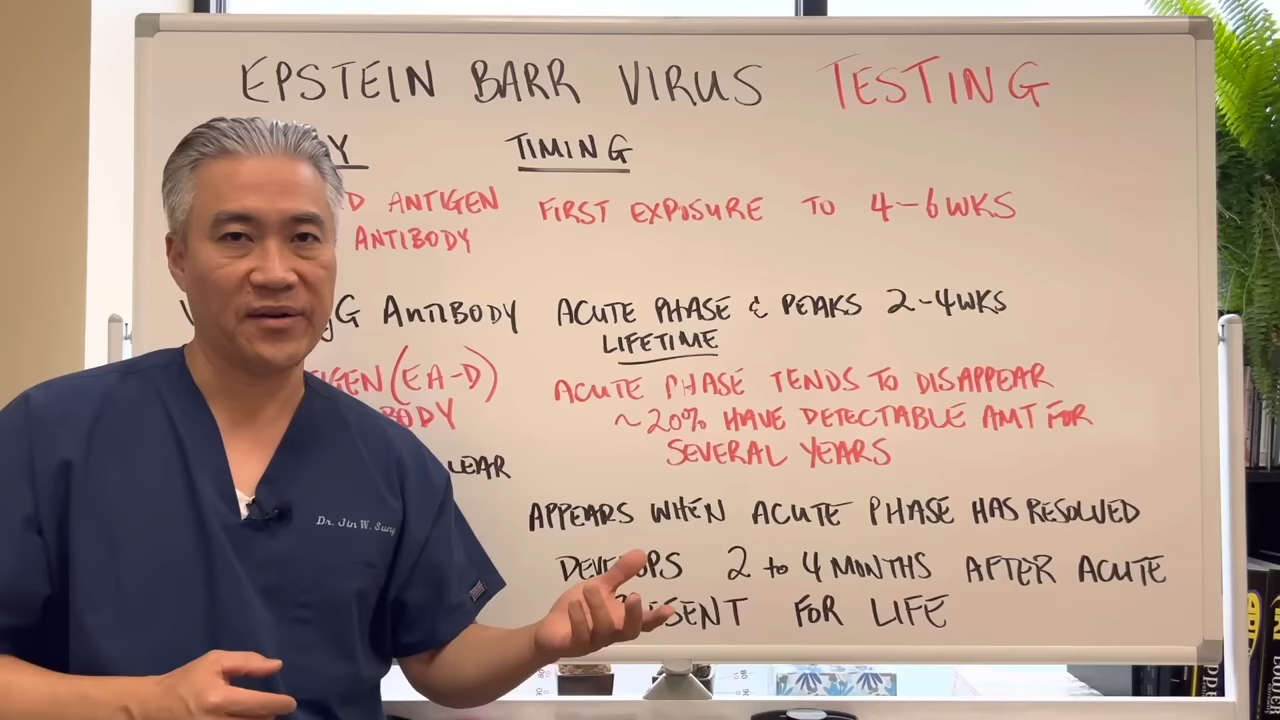 EPSTEIN BARR VIRUS TESTING
TIMING
D ANTIGEN FIRST EXPOSURE TO 4-6WKS
ANTIBODY
gG ANTIBODY ACUTE PHASE & PEAKS 2-4WKS
LIFETIME
IGEN (EA-D) ACUTE PHASE TENDS TO DISAPPEAR
BODY ~20% HAVE DETECTABLE AMT FOR
SEVERAL YEARS
LEAR
APPEARS WHEN ACUTE PHASE HAS RESOLVED
2 to 4 MONTHS AFTER ACUTE
SENT FOR LIFE
Dr. Jin W. Sung